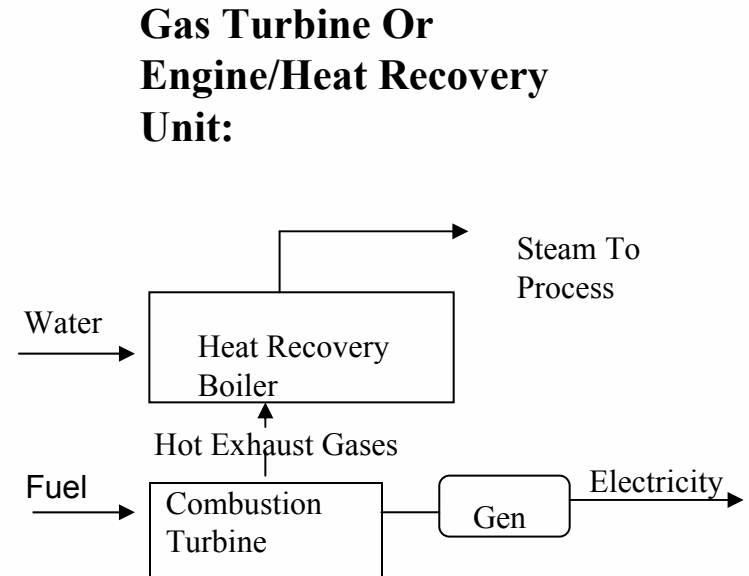 Gas Turbine Or
Engine/Heat Recovery
Unit:
Steam To
Process
Water
Heat Recovery
Boiler
Hot Exhaust Gases
Fuel
Combustion
Turbine
Gen
Electricity